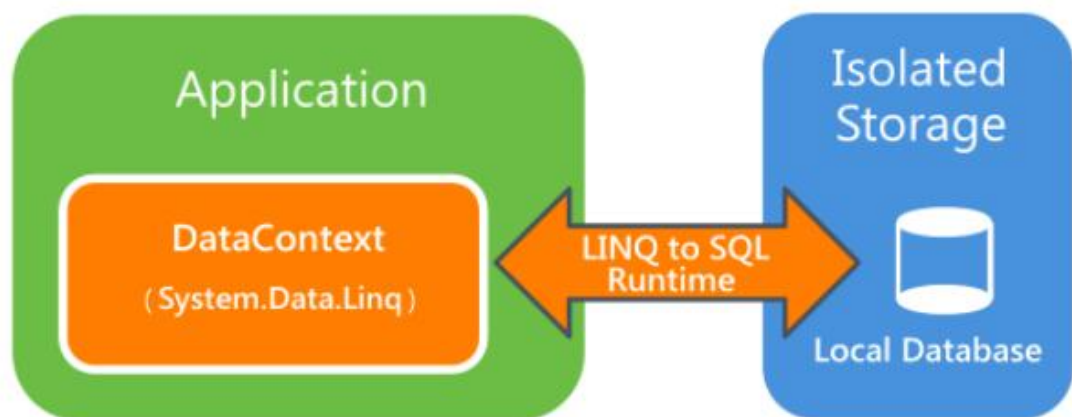 Application
DataContext
(System.Data.Linq)
LINQ to SQL
Runtime
Isolated
Storage
Local Database